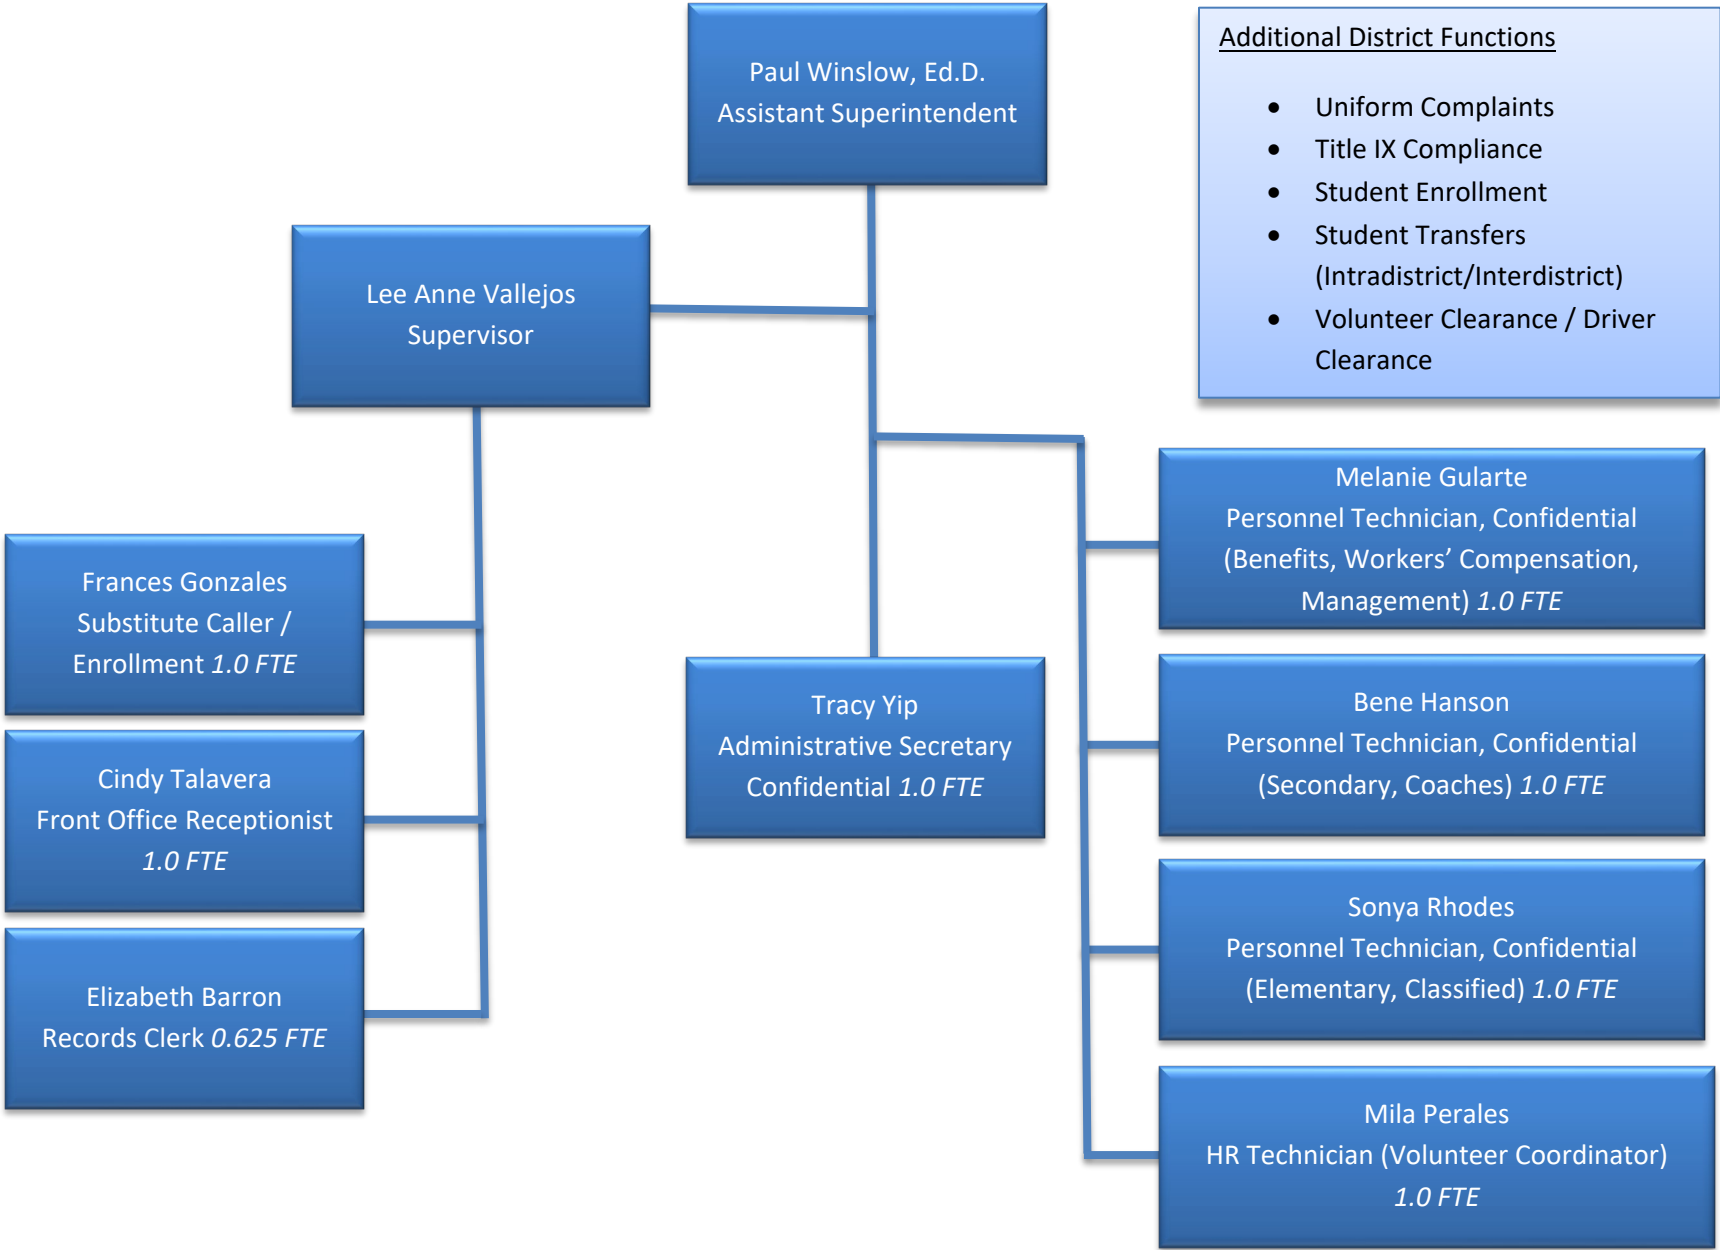 Paul Winslow, Ed.D.
Assistant Superintendent
Additional District Functions
• Uniform Complaints
• Title IX Compliance
• Student Enrollment
• Student Transfers
(Intradistrict/Interdistrict)
• Volunteer Clearance / Driver
Clearance
Lee Anne Vallejos
Supervisor
Frances Gonzales
Substitute Caller /
Enrollment 1.0 FTE
Cindy Talavera
Front Office Receptionist
1.0 FTE
Elizabeth Barron
Records Clerk 0.625 FTE
Tracy Yip
Administrative Secretary
Confidential 1.0 FTE
Melanie Gularte
Personnel Technician, Confidential
(Benefits, Workers’ Compensation,
Management) 1.0 FTE
Bene Hanson
Personnel Technician, Confidential
(Secondary, Coaches) 1.0 FTE
Sonya Rhodes
Personnel Technician, Confidential
(Elementary, Classified) 1.0 FTE
Mila Perales
HR Technician (Volunteer Coordinator)
1.0 FTE